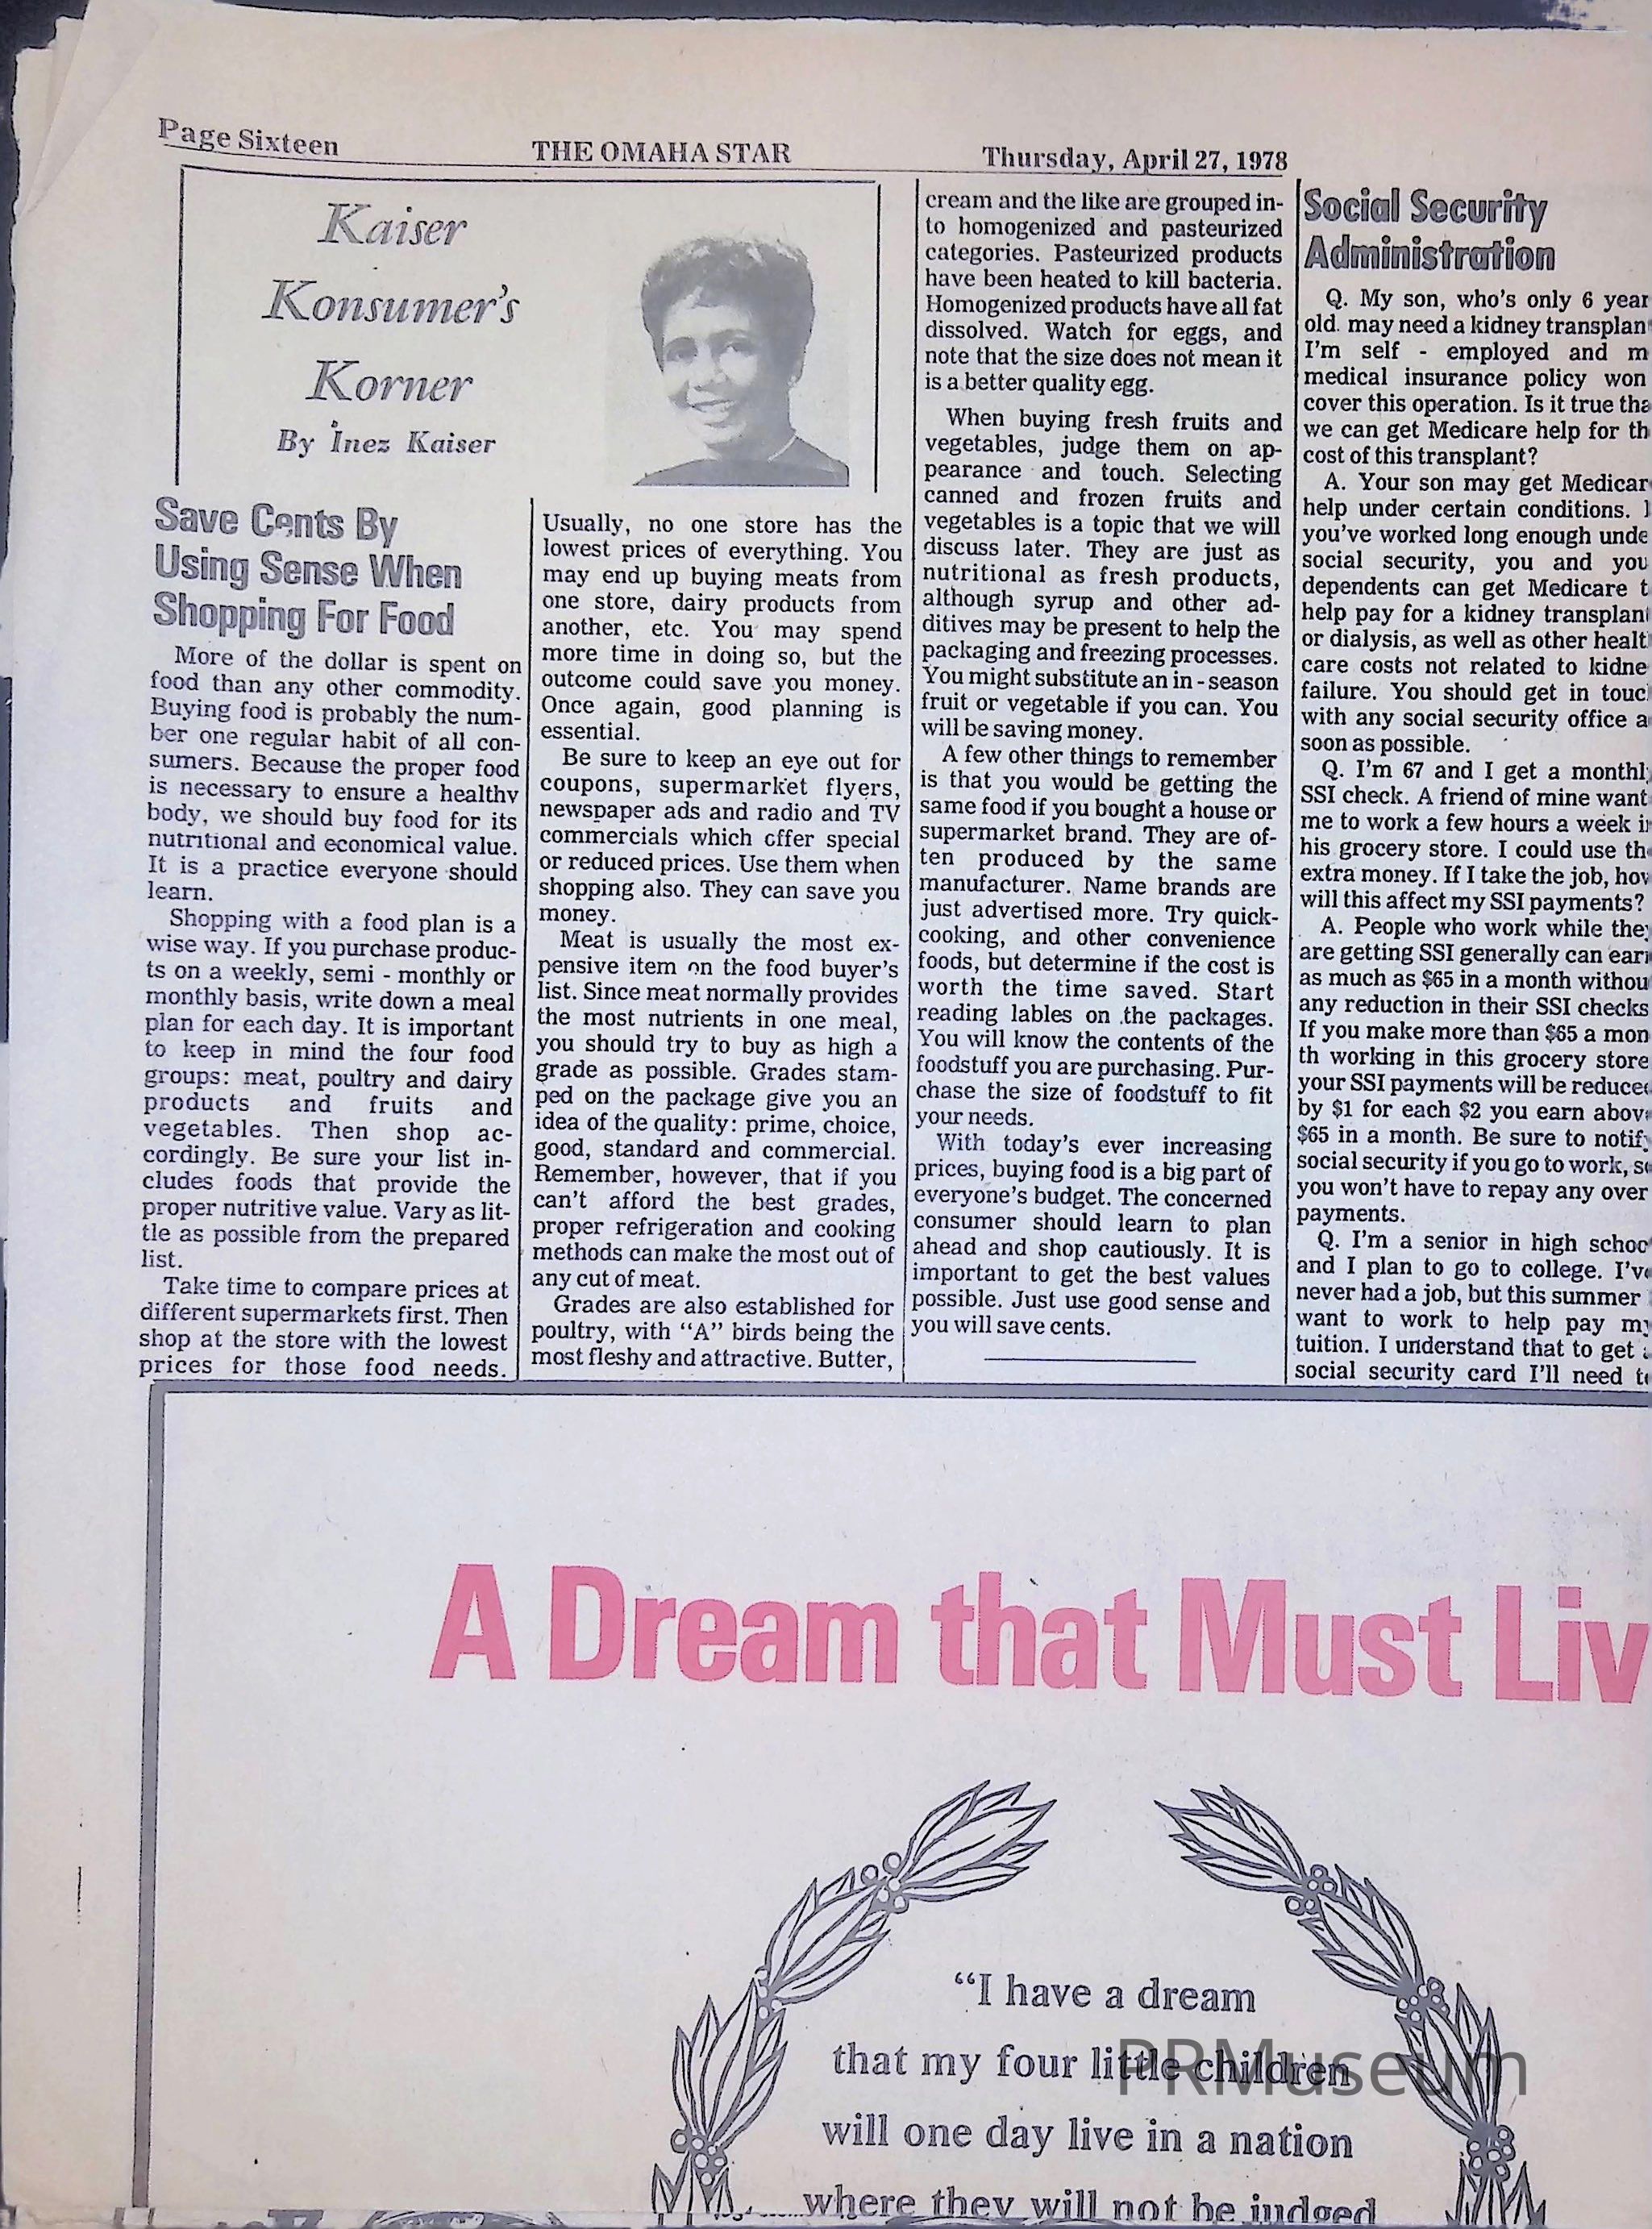 Page Sixteen
THE OMAHA STAR
Thursday, April 27, 1978
Kaiser
Konsumer's
Korner
By Inez Kaiser
Save Cents By
Using Sense When
Shopping For Food
More of the dollar is spent on
food than any other commodity.
Buying food is probably the num-
ber one regular habit of all con-
sumers. Because the proper food
is necessary to ensure a healthy
body, we should buy food for its
nutritional and economical value.
It is a practice everyone should
learn.
Shopping with a food plan is a
wise way. If you purchase produc-
ts on a weekly, semi - monthly or
monthly basis, write down a meal
plan for each day. It is important
to keep in mind the four food
groups: meat, poultry and dairy
products and fruits and
vegetables. Then shop ac-
cordingly. Be sure your list in-
cludes foods that provide the
proper nutritive value. Vary as lit-
tle as possible from the prepared
list.
Take time to compare prices at
different supermarkets first. Then
shop at the store with the lowest
prices for those food needs.
Usually, no one store has the
lowest prices of everything. You
may end up buying meats from
one store, dairy products from
another, etc. You may spend
more time in doing so, but the
outcome could save you money.
Once again, good planning is
essential.
Be sure to keep an eye out for
coupons, supermarket flyers,
newspaper ads and radio and TV
commercials which offer special
or reduced prices. Use them when
shopping also. They can save you
money.
Meat is usually the most ex-
pensive item on the food buyer's
list. Since meat normally provides
the most nutrients in one meal,
you should try to buy as high a
grade as possible. Grades stam-
ped on the package give you an
idea of the quality: prime, choice,
good, standard and commercial.
Remember, however, that if you
can't afford the best grades,
proper refrigeration and cooking
methods can make the most out of
any cut of meat.
Grades are also established for
poultry, with "A" birds being the
most fleshy and attractive. Butter,
cream and the like are grouped in-
to homogenized and pasteurized
categories. Pasteurized products
have been heated to kill bacteria.
Homogenized products have all fat
dissolved. Watch for eggs, and
note that the size does not mean it
is a better quality egg.
When buying fresh fruits and
vegetables, judge them on ap-
pearance and touch. Selecting
canned and frozen fruits and
vegetables is a topic that we will
discuss later. They are just as
nutritional as fresh products,
although syrup and other ad-
ditives may be present to help the
packaging and freezing processes.
You might substitute an in - season
fruit or vegetable if you can. You
will be saving money.
A few other things to remember
is that you would be getting the
same food if you bought a house or
supermarket brand. They are of-
ten produced by the same
manufacturer. Name brands are
just advertised more. Try quick-
cooking, and other convenience
foods, but determine if the cost is
worth the time saved. Start
reading lables on the packages.
You will know the contents of the
foodstuff you are purchasing. Pur-
chase the size of foodstuff to fit
your needs.
With today's ever increasing
prices, buying food is a big part of
everyone's budget. The concerned
consumer should learn to plan
ahead and shop cautiously. It is
important to get the best values
possible. Just use good sense and
you will save cents.
Social Security
Administration
Q. My son, who's only 6 year
old. may need a kidney transplan
I'm self - employed and m
medical insurance policy won
cover this operation. Is it true tha
we can get Medicare help for th
cost of this transplant?
A. Your son may get Medicar
help under certain conditions.
you've worked long enough unde
social security, you and you
dependents can get Medicare t
help pay for a kidney transplant
or dialysis, as well as other healt
care costs not related to kidne
failure. You should get in touc
with any social security office a
soon as possible.
Q. I'm 67 and I get a monthl
SSI check. A friend of mine want
me to work a few hours a week i
his grocery store. I could use th
extra money. If I take the job, how
will this affect my SSI payments?
A. People who work while the
are getting SSI generally can ear
as much as $65 in a month withou
any reduction in their SSI checks
If you make more than $65 a mon
th working in this grocery store
your SSI payments will be reduce
by $1 for each $2 you earn abov
$65 in a month. Be sure to notif
social security if you go to work, s
you won't have to repay any over
payments.
Q. I'm a senior in high schoo
and I plan to go to college. I've
never had a job, but this summer
want to work to help pay my
tuition. I understand that to get
social security card I'll need t
A Dream that Must Liv
"I have a dream
that my four little children
will one day live in a nation
where they will not be judged
PRMuseum